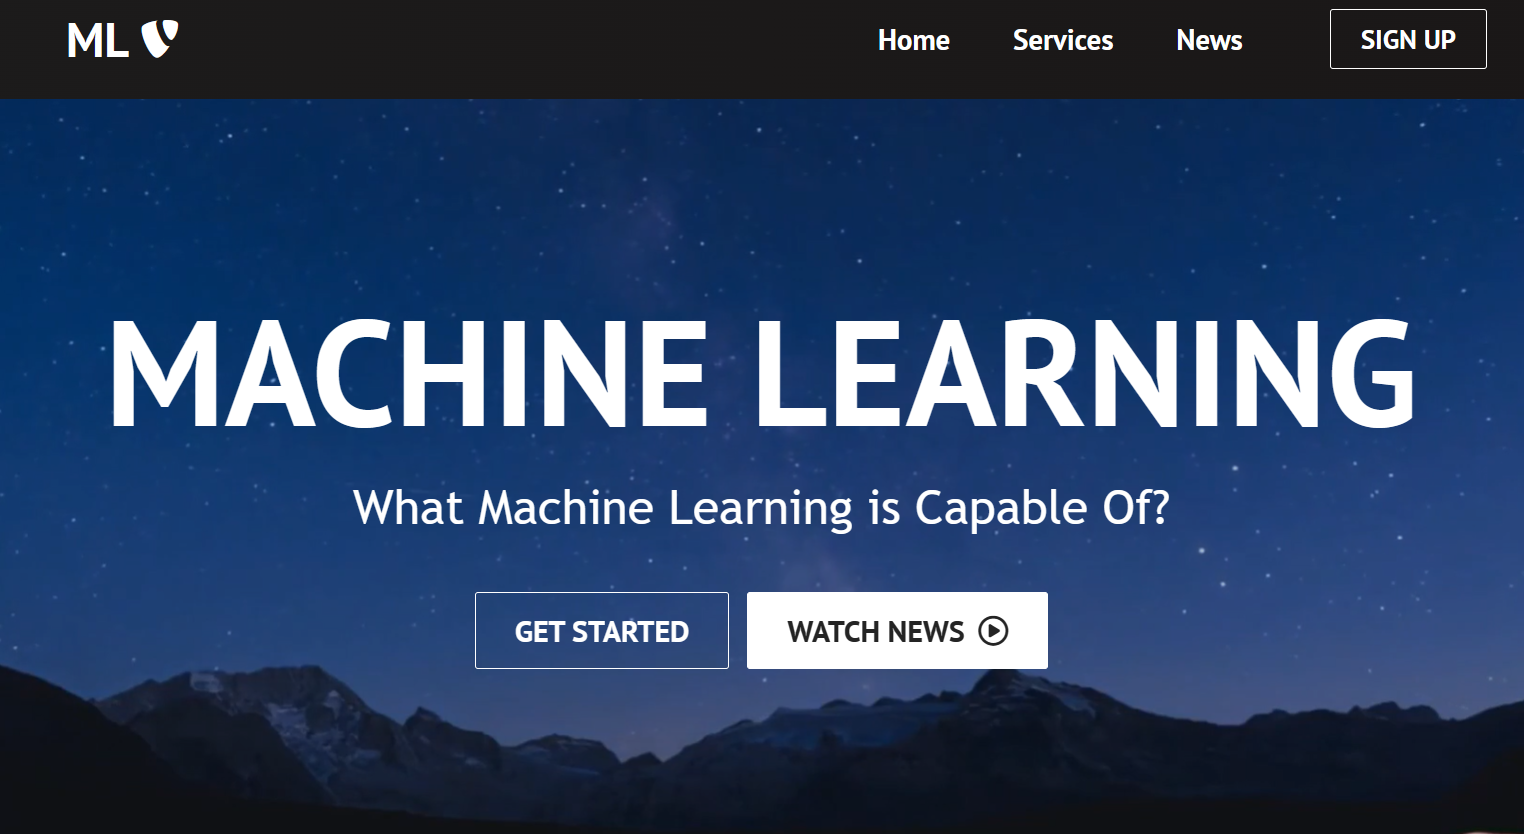 ML
Home Services News SIGN UP
MACHINE LEARNING
What Machine Learning is Capable Of?
GET STARTED WATCH NEWS